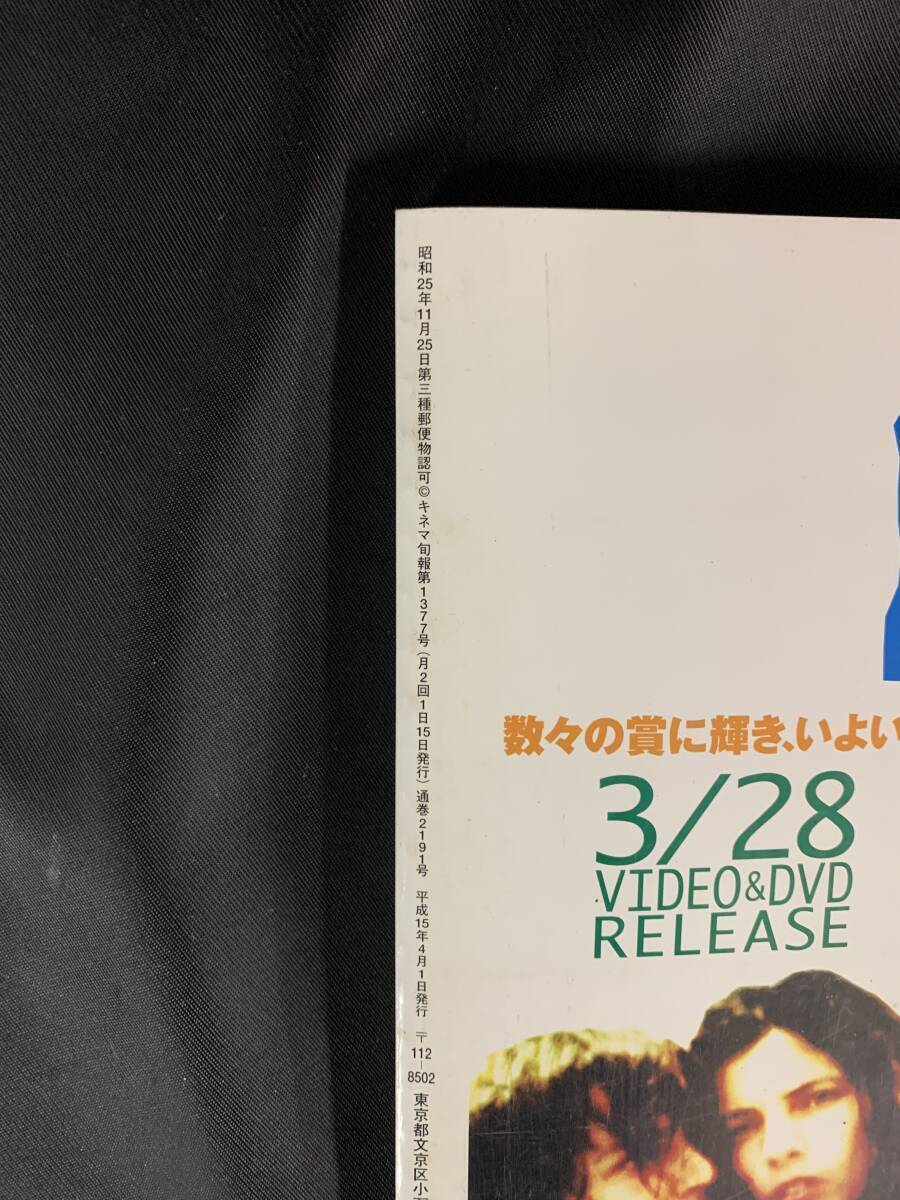 昭和25年11月25日第三種郵便物認可©キネマ旬報第1377号(月2回1日15日発行)通巻2191号 平成15年4月1日発行 〒112-8502 東京都文京区小
数々の賞に輝き、いよい
3/28
VIDEO&DVD
RELEASE